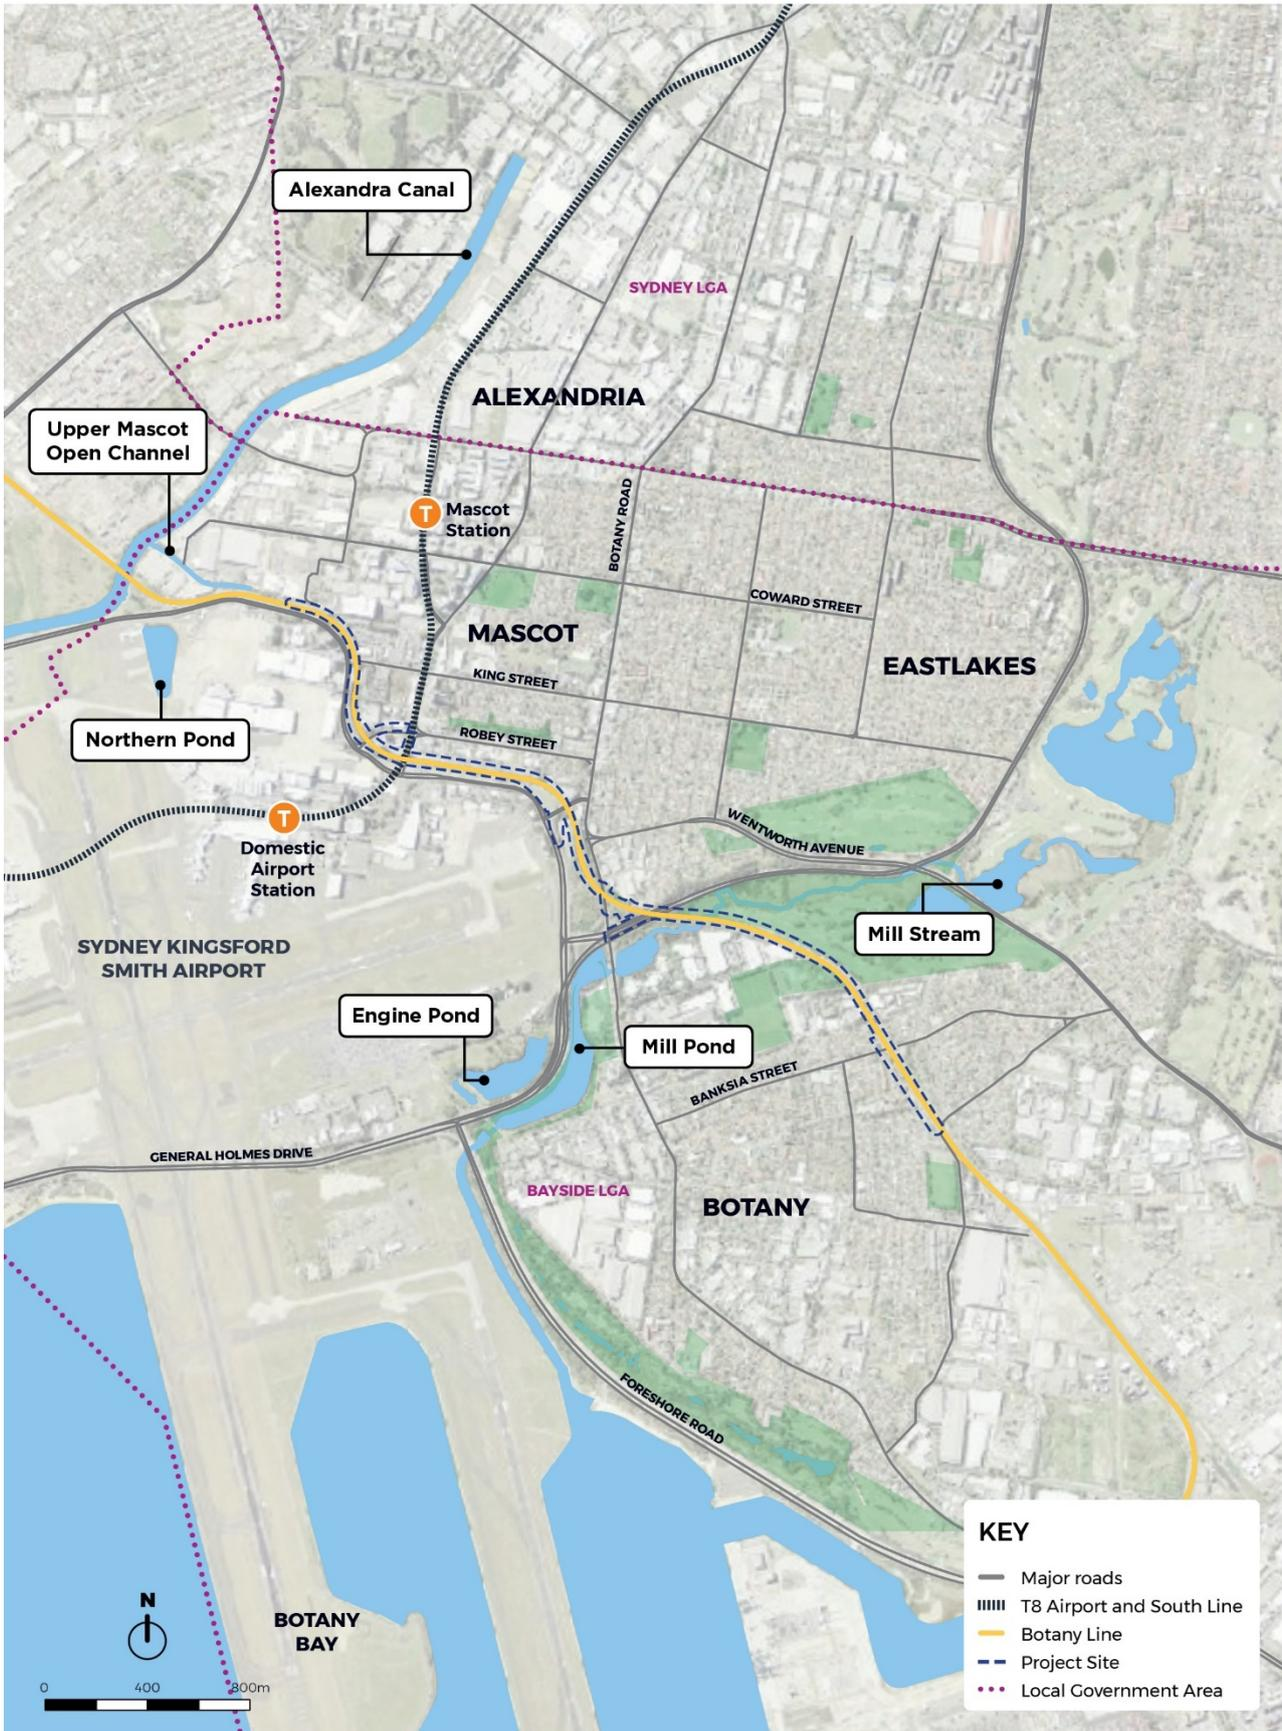 Alexandra Canal
SYDNEY LGA
ALEXANDRIA
Upper Mascot
Open Channel
BOTANY ROAD
T
Mascot
Station
COWARD STREET
MASCOT
EASTLAKES
KING STREET
Northern Pond
ROBEY STREET
T
Domestic
Airport
Station
WENTWORTH AVENUE
Mill Stream
SYDNEY KINGSFORD
SMITH AIRPORT
Engine Pond
Mill Pond
BANKSIA STREET
GENERAL HOLMES DRIVE
BAYSIDE LGA
BOTANY
FORESHORE ROAD
BOTANY
BAY
N
0 400 800m
KEY
Major roads
T8 Airport and South Line
Botany Line
Project Site
Local Government Area